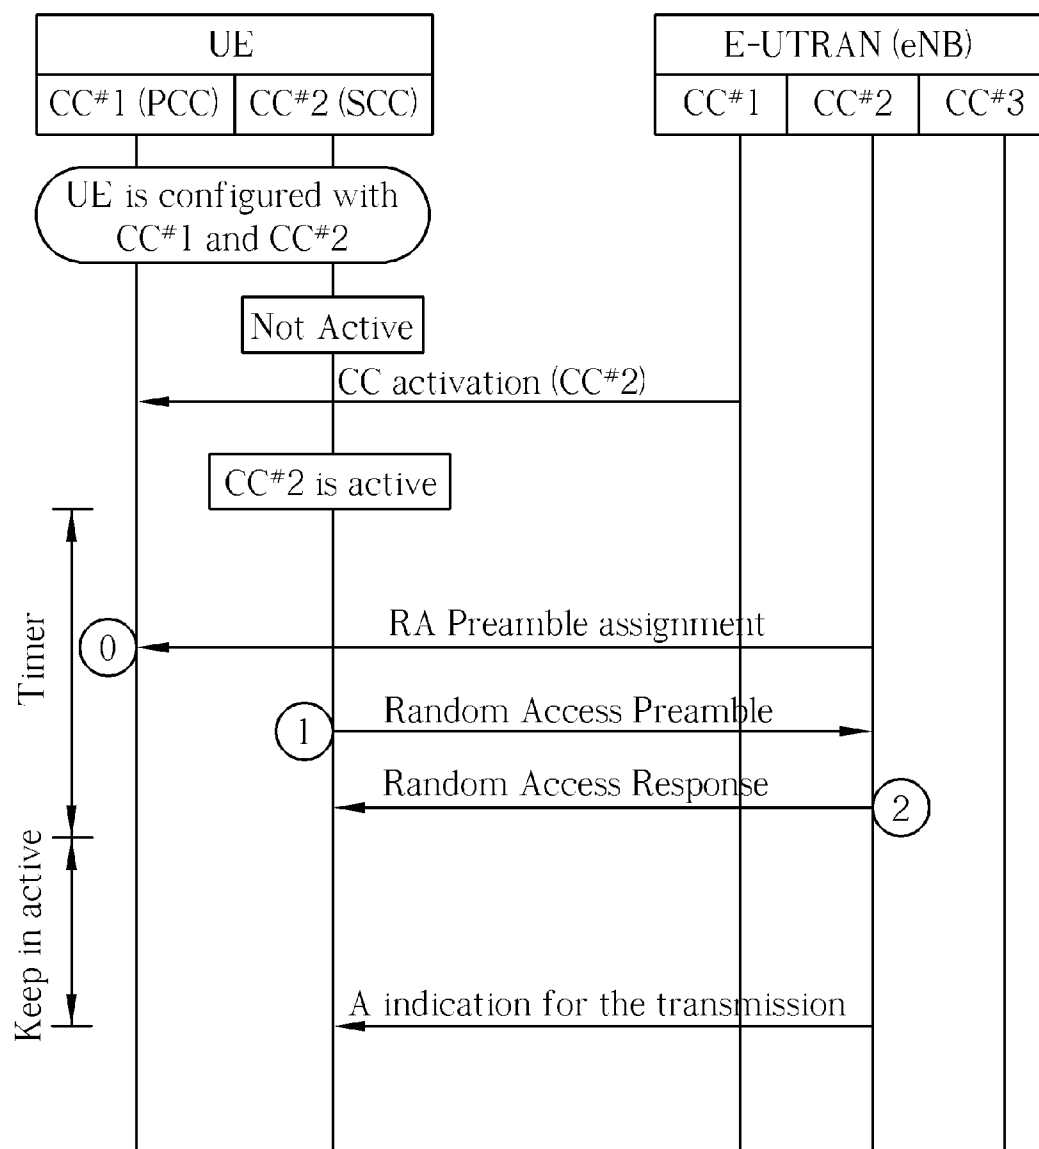 UE
E-UTRAN (eNB)
CC#1 (PCC)
CC#2 (SCC)
CC#1
CC#2
CC#3
UE is configured with
CC#1 and CC#2
Not Active
CC activation (CC#2)
CC#2 is active
Timer
RA Preamble assignment
0
Random Access Preamble
1
Random Access Response
2
Keep in active
A indication for the transmission